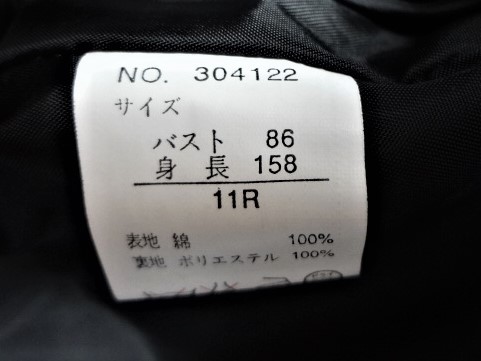 NO. 304122
サイズ
バスト 86
身長 158
11R
表地 綿 100%
裏地 ポリエステル 100%